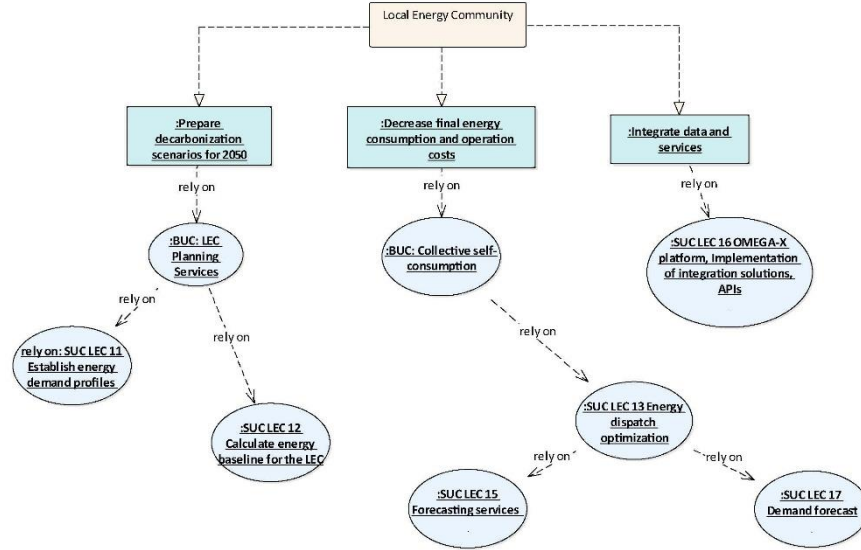 Local Energy Community
:Prepare
decarbonization
scenarios for 2050
:Decrease final energy
consumption and operation
costs
:Integrate data and
services
rely on
rely on
rely on
:BUC: LEC
Planning
Services
:BUC: Collective self-
consumption
:SUC LEC 16 OMEGA-X
platform, Implementation
of integration solutions,
APIs
rely on
rely on
rely on
rely on: SUC LEC 11
Establish energy
demand profiles
:SUC LEC 12
Calculate energy
baseline for the LEC
:SUC LEC 13 Energy
dispatch
optimization
rely on
rely on
:SUC LEC 15
Forecasting services
:SUC LEC 17
Demand forecast